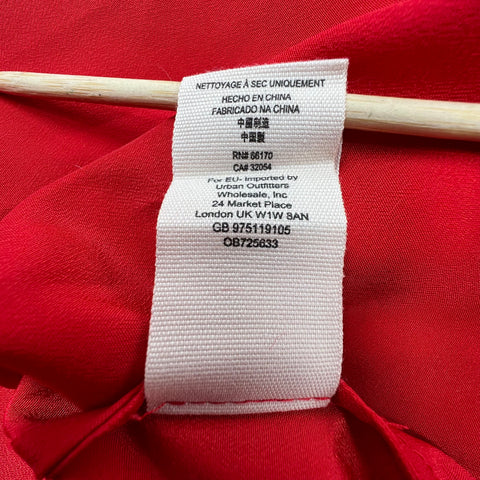 NETTOYAGE À SEC UNIQUEMENT
HECHO EN CHINA
FABRICADO NA CHINA
中國制造
中國製
RN# 66170
CA# 32054
For EU- Imported by
Urban Outfitters
Wholesale, Inc
24 Market Place
London UK W1W 8AN
GB 975119105
OB725633